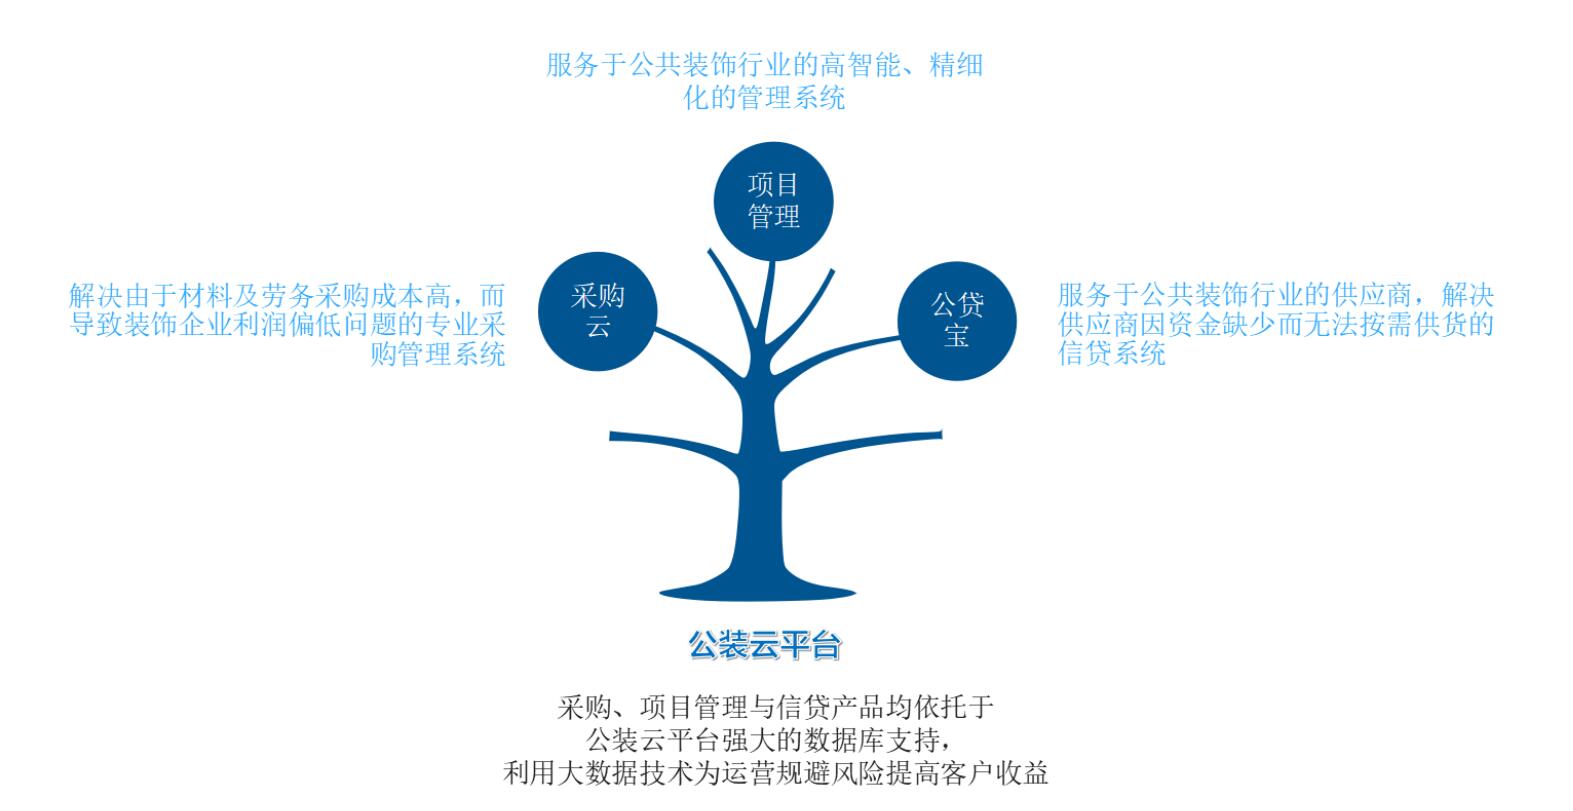 服务于公共装饰行业的高智能、精细
化的管理系统
项目
管理
采购
云
解决由于材料及劳务采购成本高，而
导致装饰企业利润偏低问题的专业采
购管理系统
公贷
宝
服务于公共装饰行业的供应商，解决
供应商因资金缺少而无法按需供货的
信贷系统
公装云平台
采购、项目管理与信贷产品均依托于
公装云平台强大的数据库支持，
利用大数据技术为运营规避风险提高客户收益